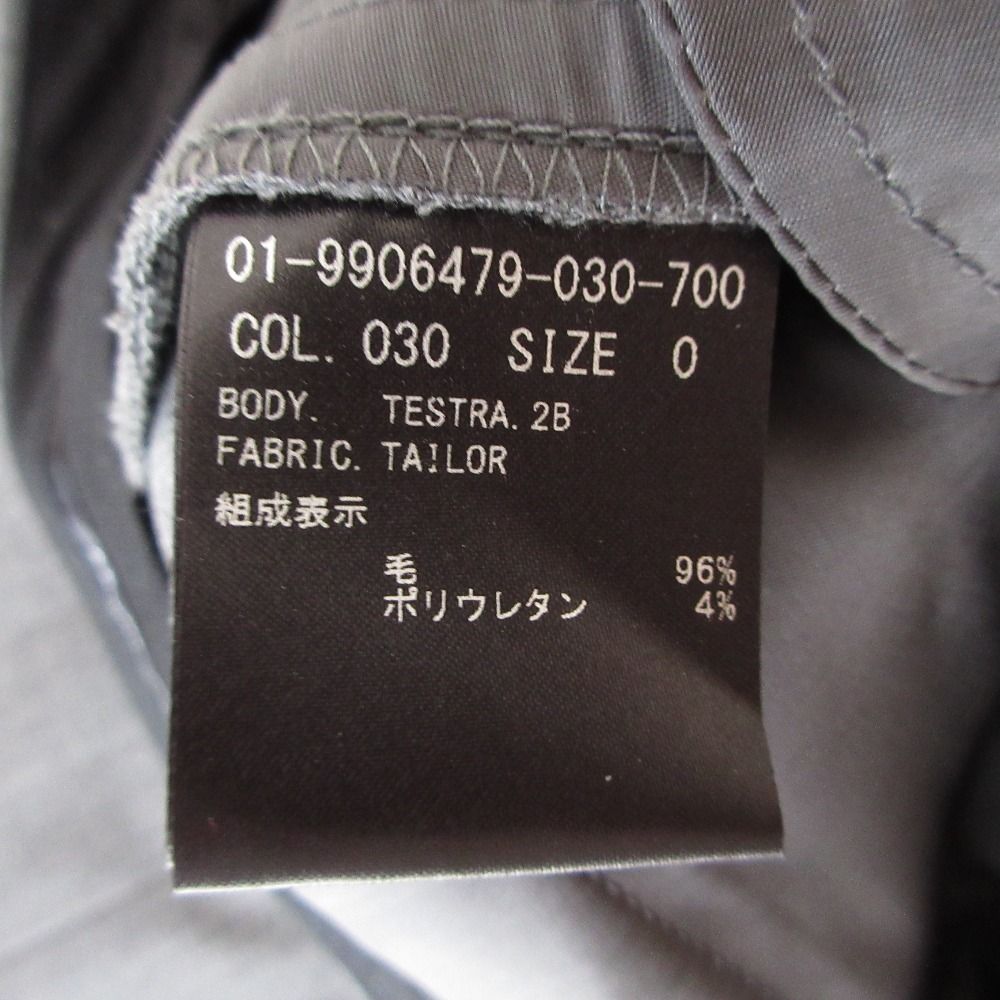 01-9906479-030-700
COL. 030 SIZE 0
BODY. TESTRA.2B
FABRIC. TAILOR
組成表示
毛 96%
ポリウレタン 4%